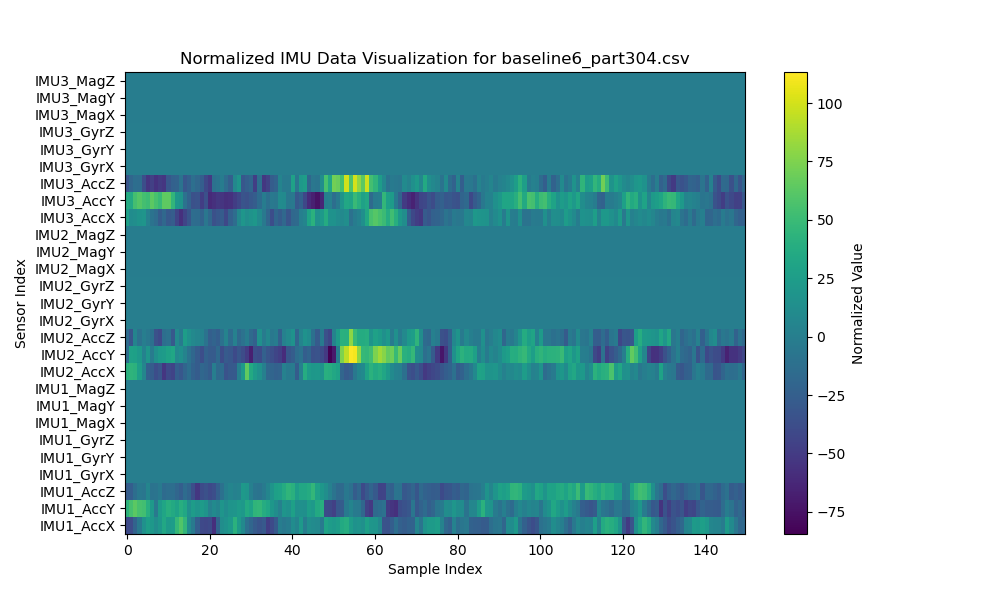 Normalized IMU Data Visualization for baseline6_part304.csv
IMU3_MagZ
IMU3_MagY
IMU3_MagX
IMU3_GyrZ
IMU3_GyrY
IMU3_GyrX
IMU3_AccZ
IMU3_AccY
IMU3_AccX
IMU2_MagZ
IMU2_MagY
IMU2_MagX
IMU2_GyrZ
IMU2_GyrY
IMU2_GyrX
IMU2_AccZ
IMU2_AccY
IMU2_AccX
IMU1_MagZ
IMU1_MagY
IMU1_MagX
IMU1_GyrZ
IMU1_GyrY
IMU1_GyrX
IMU1_AccZ
IMU1_AccY
IMU1_AccX
Sensor Index
0 20 40 60 80 100 120 140
Sample Index
100
75
50
25
0
−25
−50
−75
Normalized Value